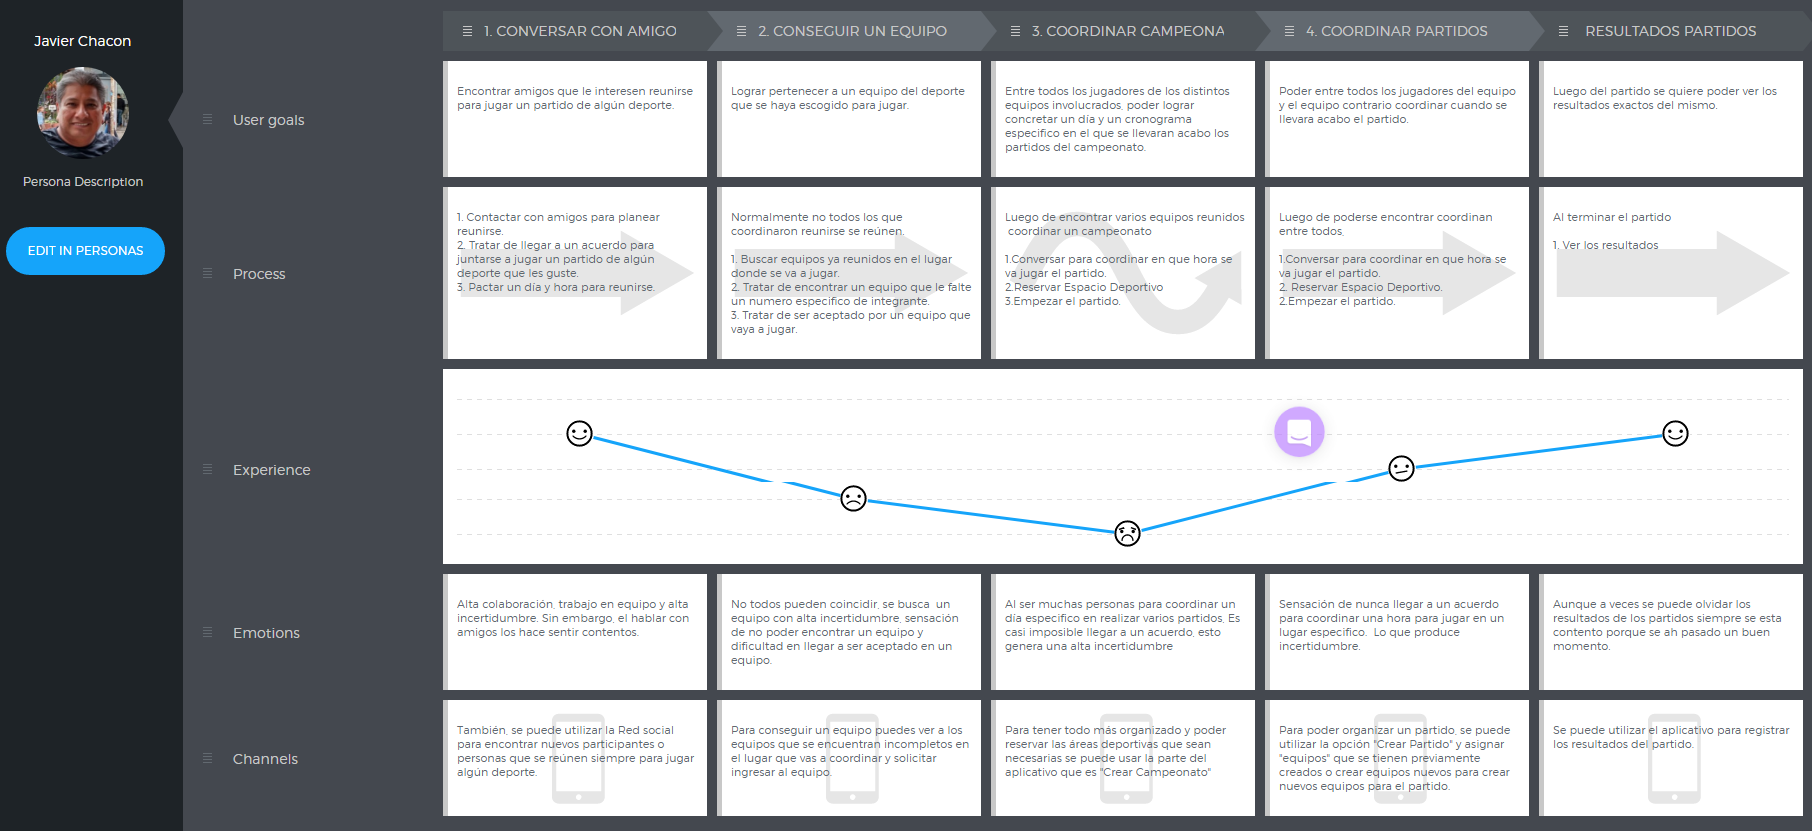 Javier Chacon
Persona Description
EDIT IN PERSONAS
1. CONVERSAR CON AMIGO
2. CONSEGUIR UN EQUIPO
3. COORDINAR CAMPEONA
4. COORDINAR PARTIDOS
RESULTADOS PARTIDOS
User goals
Encontrar amigos que le interesen reunirse
para jugar un partido de algún deporte.
Lograr pertenecer a un equipo del deporte
que se haya escogido para jugar.
Entre todos los jugadores de los distintos
equipos involucrados, poder lograr
concretar un día y un cronograma
especifico en el que se llevaran acabo los
partidos del campeonato.
Poder entre todos los jugadores del equipo
y el equipo contrario coordinar cuando se
llevara acabo el partido.
Luego del partido se quiere poder ver los
resultados exactos del mismo.
Process
1. Contactar con amigos para planear
reunirse.
2. Tratar de llegar a un acuerdo para
juntarse a jugar un partido de algún
deporte que les guste.
3. Pactar un día y hora para reunirse.
Normalmente no todos los que
coordinaron reunirse se reúnen.
1. Buscar equipos ya reunidos en el lugar
donde se va a jugar.
2. Tratar de encontrar un equipo que le falte
un numero especifico de integrante.
3. Tratar de ser aceptado por un equipo que
vaya a jugar.
Luego de encontrar varios equipos reunidos
coordinar un campeonato
1.Conversar para coordinar en que hora se
va jugar el partido.
2.Reservar Espacio Deportivo
3.Empezar el partido.
Luego de poderse encontrar coordinan
entre todos,
1.Conversar para coordinar en que hora se
va jugar el partido.
2. Reservar Espacio Deportivo.
2.Empezar el partido.
Al terminar el partido
1. Ver los resultados
Experience
Emotions
Alta colaboración, trabajo en equipo y alta
incertidumbre. Sin embargo, el hablar con
amigos los hace sentir contentos.
No todos pueden coincidir, se busca un
equipo con alta incertidumbre, sensación
de no poder encontrar un equipo y
dificultad en llegar a ser aceptado en un
equipo.
Al ser muchas personas para coordinar un
día especifico en realizar varios partidos. Es
casi imposible llegar a un acuerdo, esto
genera una alta incertidumbre
Sensación de nunca llegar a un acuerdo
para coordinar una hora para jugar en un
lugar especifico. Lo que produce
incertidumbre.
Aunque a veces se puede olvidar los
resultados de los partidos siempre se esta
contento porque se ah pasado un buen
momento.
Channels
También, se puede utilizar la Red social
para encontrar nuevos participantes o
personas que se reúnen siempre para jugar
algún deporte.
Para conseguir un equipo puedes ver a los
equipos que se encuentran incompletos en
el lugar que vas a coordinar y solicitar
ingresar al equipo.
Para tener todo más organizado y poder
reservar las áreas deportivas que sean
necesarias se puede usar la parte del
aplicativo que es "Crear Campeonato"
Para poder organizar un partido, se puede
utilizar la opción "Crear Partido" y asignar
"equipos" que se tienen previamente
creados o crear equipos nuevos para crear
nuevos equipos para el partido.
Se puede utilizar el aplicativo para registrar
los resultados del partido.